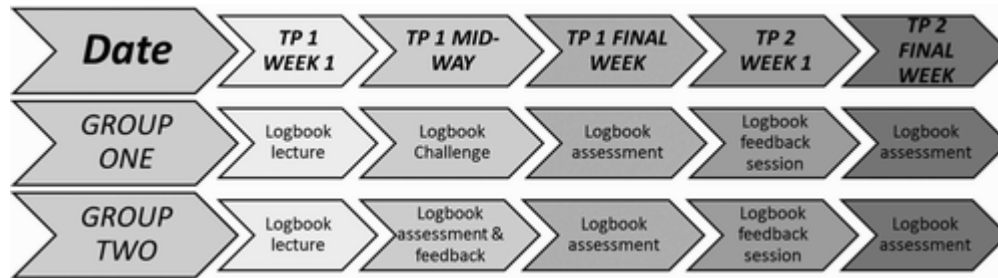 Date
TP 1
WEEK 1
TP 1 MID-
WAY
TP 1 FINAL
WEEK
TP 2
WEEK 1
TP 2
FINAL
WEEK
GROUP
ONE
Logbook
lecture
Logbook
Challenge
Logbook
assessment
Logbook
feedback
session
Logbook
assessment
GROUP
TWO
Logbook
lecture
Logbook
assessment &
feedback
Logbook
assessment
Logbook
feedback
session
Logbook
assessment